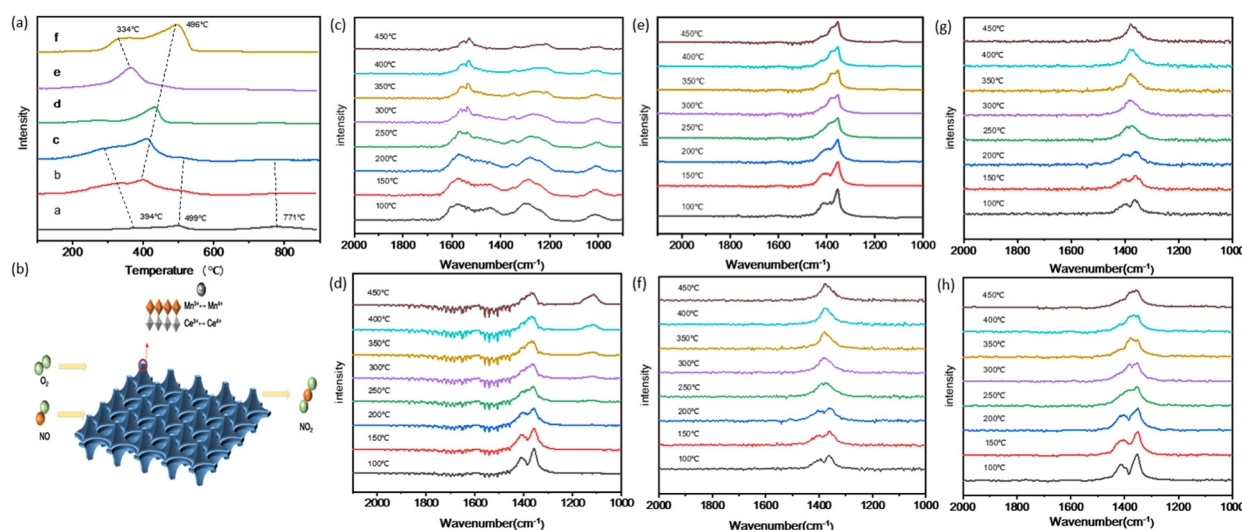 (a)
334℃
496℃
f
e
d
c
b
a
394℃
499℃
771℃
Intensity
0
200
400
600
800
Temperature (℃)
(b)
Mn³⁺↔ Mn⁴⁺
Ce³⁺↔ Ce⁴⁺
O₂
NO
NO₂
(c)
450℃
400℃
350℃
300℃
250℃
200℃
150℃
100℃
intensity
2000
1800
1600
1400
1200
1000
Wavenumber(cm⁻¹)
(d)
450℃
400℃
350℃
300℃
250℃
200℃
150℃
100℃
intensity
2000
1800
1600
1400
1200
1000
Wavenumber(cm⁻¹)
(e)
450℃
400℃
350℃
300℃
250℃
200℃
150℃
100℃
intensity
2000
1800
1600
1400
1200
1000
Wavenumber(cm⁻¹)
(f)
450℃
400℃
350℃
300℃
250℃
200℃
150℃
100℃
intensity
2000
1800
1600
1400
1200
1000
Wavenumber(cm⁻¹)
(g)
450℃
400℃
350℃
300℃
250℃
200℃
150℃
100℃
intensity
2000
1800
1600
1400
1200
1000
Wavenumber(cm⁻¹)
(h)
450℃
400℃
350℃
300℃
250℃
200℃
150℃
100℃
intensity
2000
1800
1600
1400
1200
1000
Wavenumber(cm⁻¹)